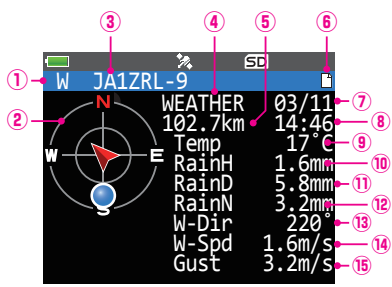 ③ ④ ⑤ ⑥
SD
① W JA1ZRL-9
N WEATHER 03/11 ⑦
② 102.7km 14:46 ⑧
Temp 17°C ⑨
W E RainH 1.6mm ⑩
RainD 5.8mm ⑪
S RainN 3.2mm ⑫
W-Dir 220° ⑬
W-Spd 1.6m/s ⑭
Gust 3.2m/s ⑮